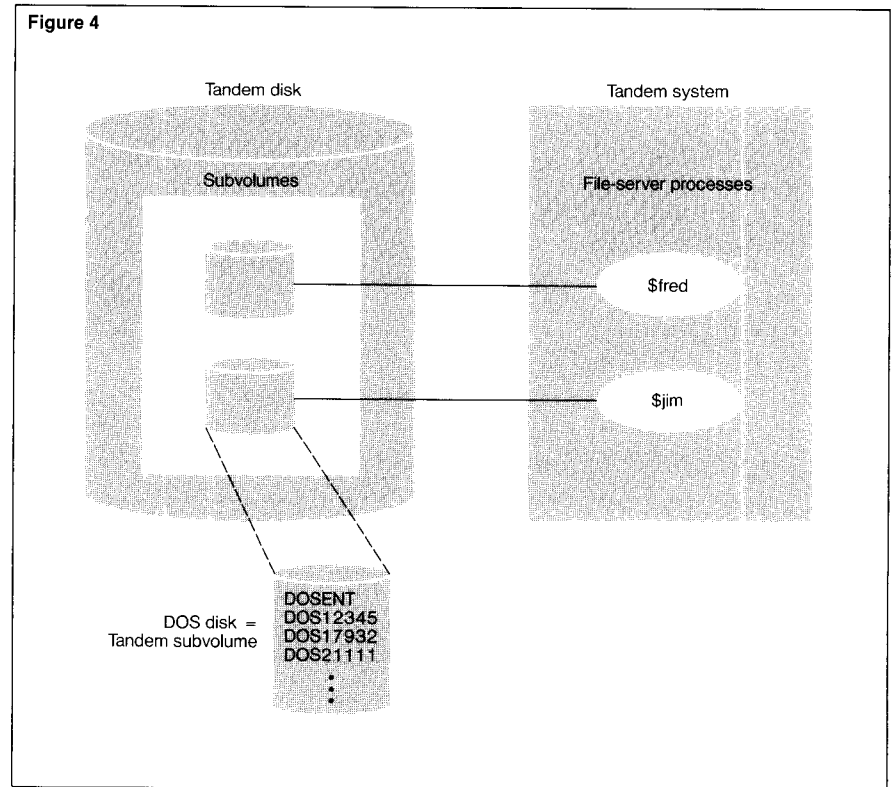 Figure 4
Tandem disk
Tandem system
Subvolumes
File-server processes
$fred
$jim
DOS disk =
Tandem subvolume
DOSENT
DOS12345
DOS17932
DOS21111